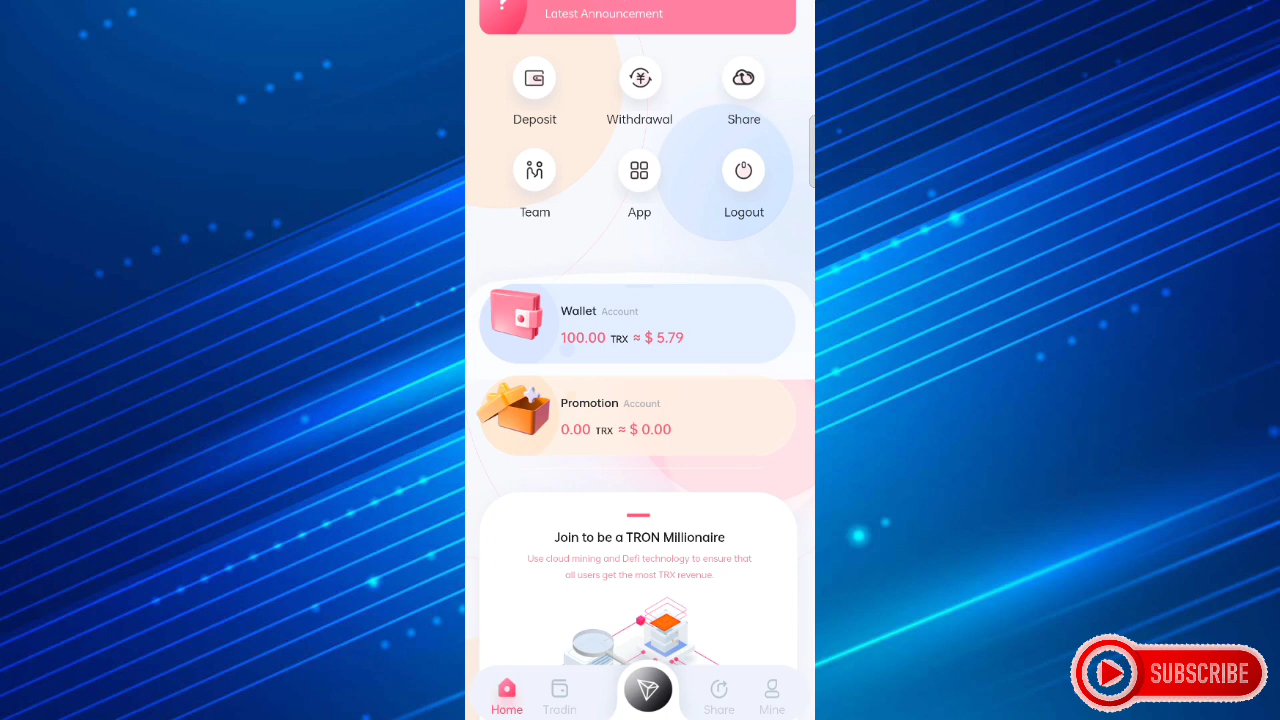 Latest Announcement
Deposit
Withdrawal
Share
Team
App
Logout
Wallet Account
100.00 TRX ≈ $ 5.79
Promotion Account
0.00 TRX ≈ $ 0.00
Join to be a TRON Millionaire
Use cloud mining and Defi technology to ensure that
all users get the most TRX revenue.
Home
Tradin
Share
Mine
SUBSCRIBE